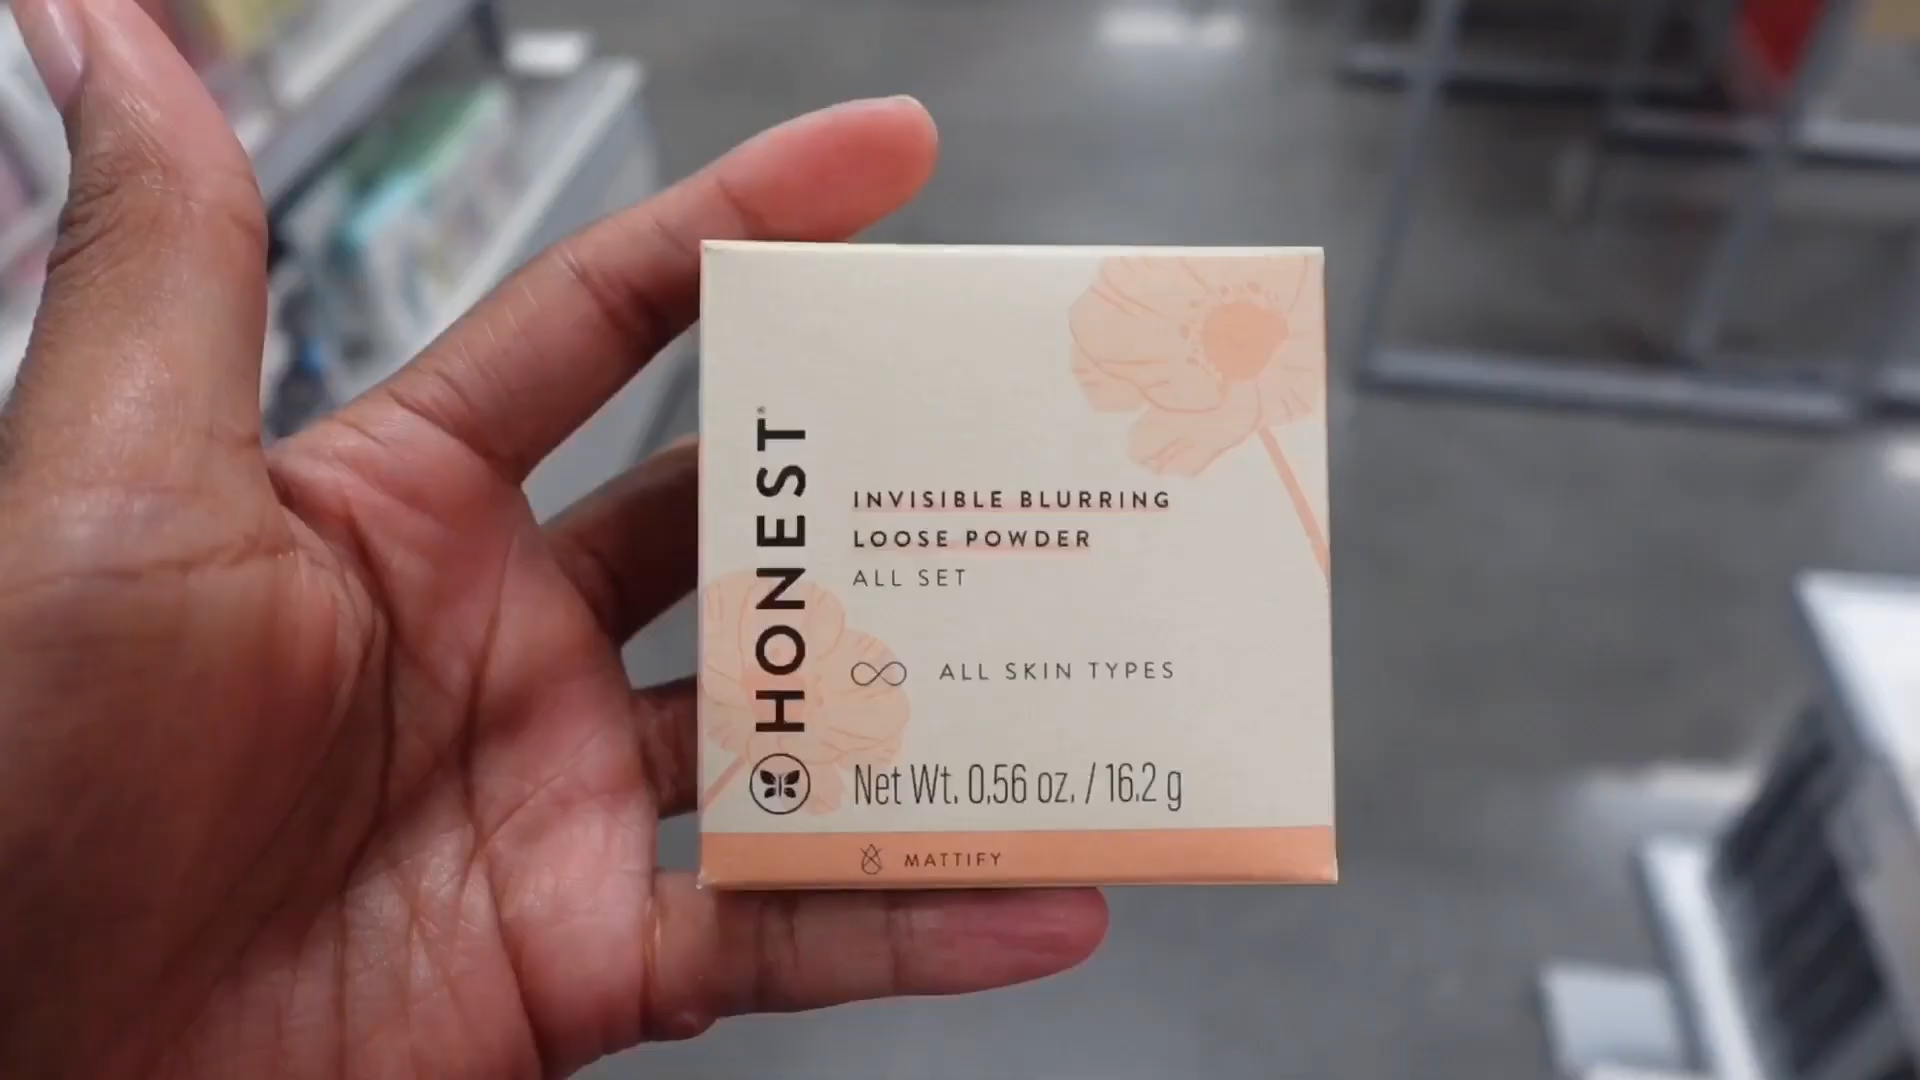 HONEST®
INVISIBLE BLURRING
LOOSE POWDER
ALL SET
ALL SKIN TYPES
Net Wt. 0.56 oz. / 16.2 g
MATTIFY